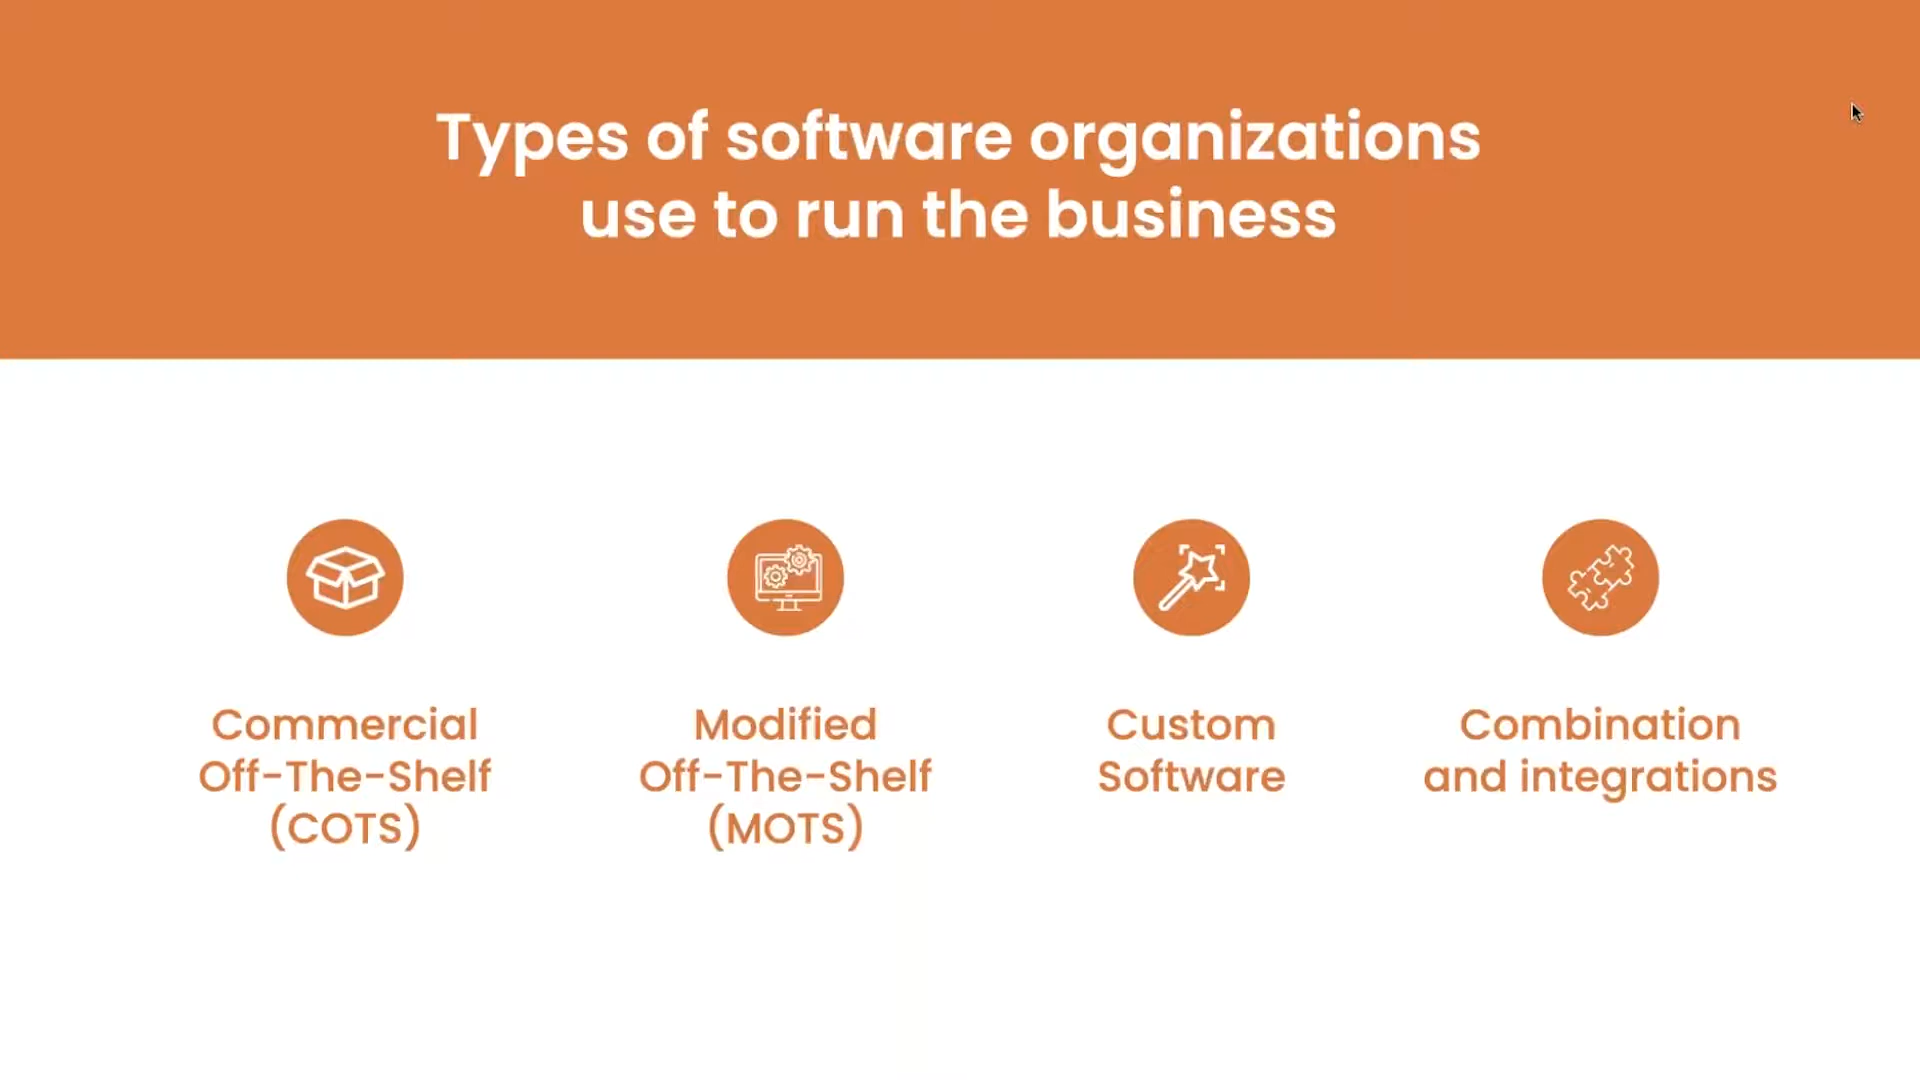 Types of software organizations
use to run the business
Commercial
Off-The-Shelf
(COTS)
Modified
Off-The-Shelf
(MOTS)
Custom
Software
Combination
and integrations